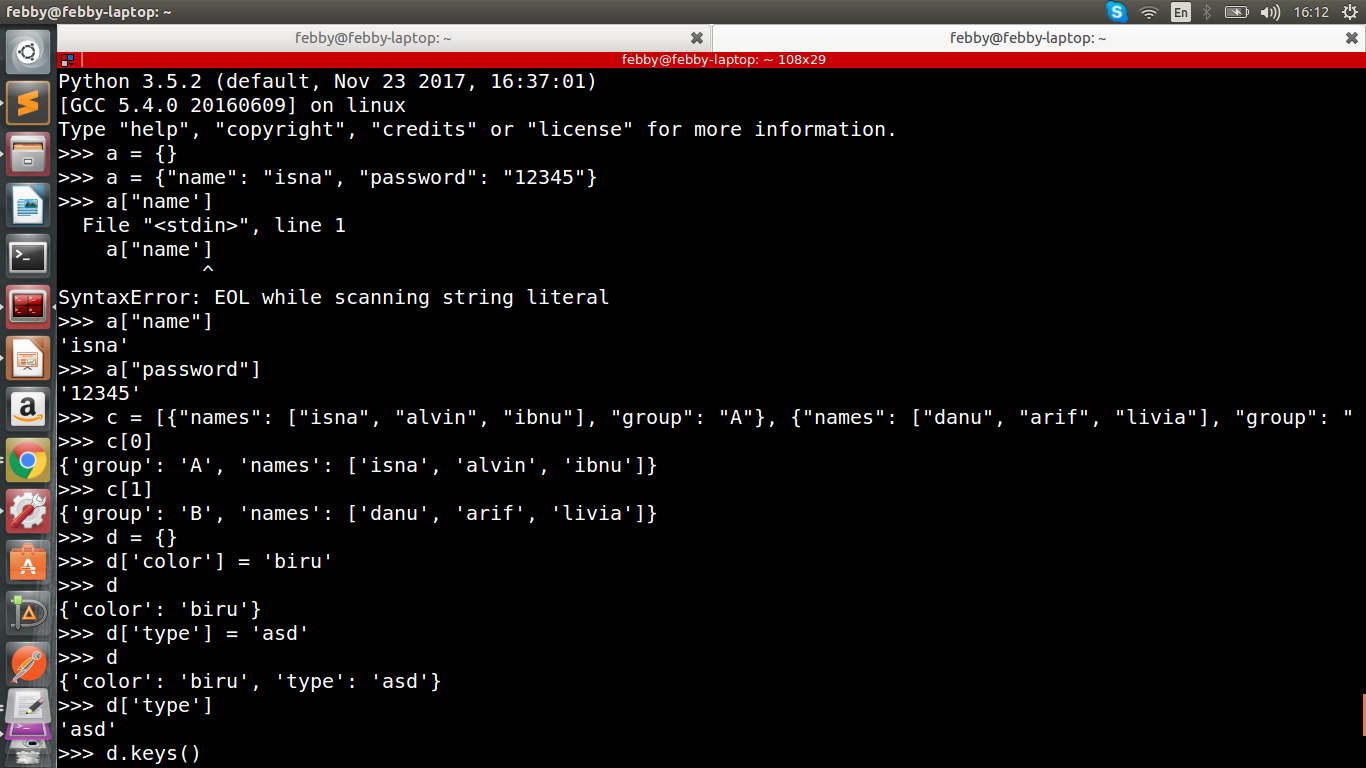 febby@febby-laptop: ~
En
16:12
febby@febby-laptop: ~
febby@febby-laptop: ~
febby@febby-laptop: ~ 108x29
Python 3.5.2 (default, Nov 23 2017, 16:37:01)
[GCC 5.4.0 20160609] on linux
Type "help", "copyright", "credits" or "license" for more information.
>>> a = {}
>>> a = {"name": "isna", "password": "12345"}
>>> a["name']
  File "<stdin>", line 1
    a["name']
            ^
SyntaxError: EOL while scanning string literal
>>> a["name"]
'isna'
>>> a["password"]
'12345'
>>> c = [{"names": ["isna", "alvin", "ibnu"], "group": "A"}, {"names": ["danu", "arif", "livia"], "group": "
>>> c[0]
{'group': 'A', 'names': ['isna', 'alvin', 'ibnu']}
>>> c[1]
{'group': 'B', 'names': ['danu', 'arif', 'livia']}
>>> d = {}
>>> d['color'] = 'biru'
>>> d
{'color': 'biru'}
>>> d['type'] = 'asd'
>>> d
{'color': 'biru', 'type': 'asd'}
>>> d['type']
'asd'
>>> d.keys()